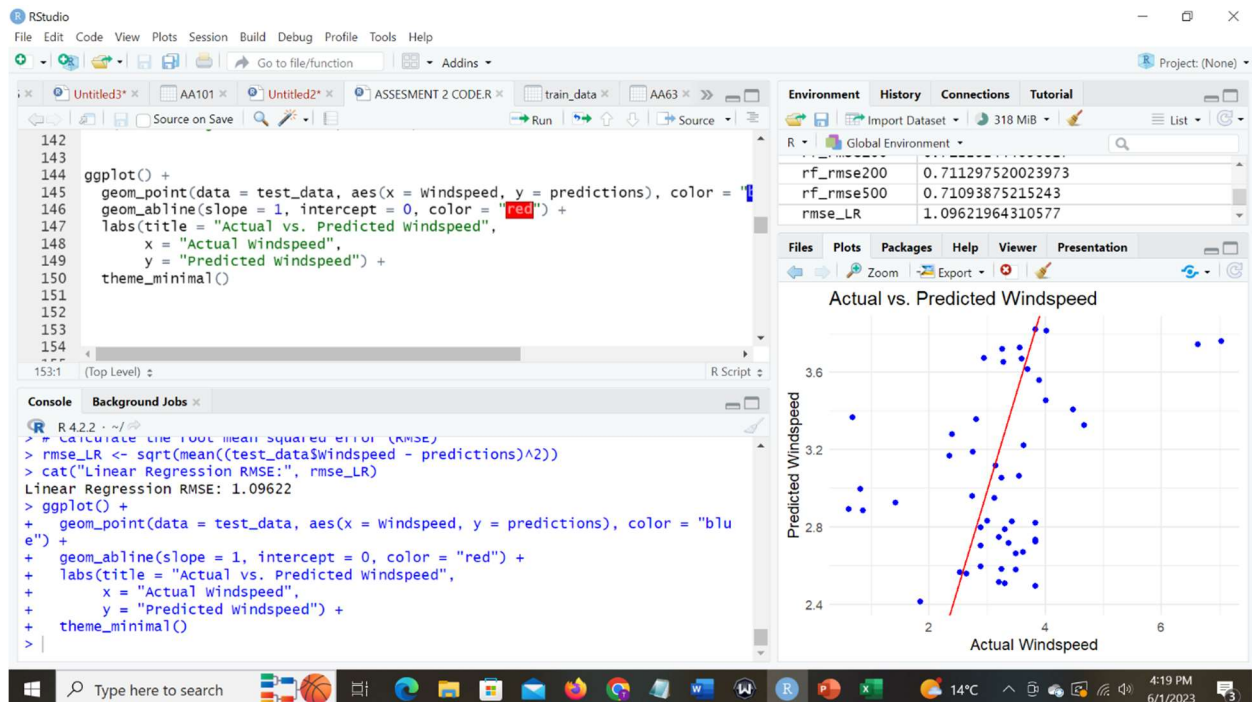 RStudio
File Edit Code View Plots Session Build Debug Profile Tools Help
Go to file/function
Addins
Project: (None)
Untitled3*
AA101
Untitled2*
ASSESMENT 2 CODE.R
train_data
AA63
Source on Save
Run
Source
142
143
144 ggplot() +
145 geom_point(data = test_data, aes(x = Windspeed, y = predictions), color = "b
146 geom_abline(slope = 1, intercept = 0, color = "red") +
147 labs(title = "Actual vs. Predicted Windspeed",
148 x = "Actual Windspeed",
149 y = "Predicted Windspeed") +
150 theme_minimal()
151
152
153
154
153:1 (Top Level)
R Script
Console Background Jobs
R 4.2.2 · ~/
> # Calculate the root mean squared error (RMSE)
> rmse_LR <- sqrt(mean((test_data$Windspeed - predictions)^2))
> cat("Linear Regression RMSE:", rmse_LR)
Linear Regression RMSE: 1.09622
> ggplot() +
+ geom_point(data = test_data, aes(x = Windspeed, y = predictions), color = "blu
e") +
+ geom_abline(slope = 1, intercept = 0, color = "red") +
+ labs(title = "Actual vs. Predicted Windspeed",
+ x = "Actual Windspeed",
+ y = "Predicted Windspeed") +
+ theme_minimal()
>
Environment History Connections Tutorial
Import Dataset
318 MiB
List
R
Global Environment
rf_rmse200 0.711297520023973
rf_rmse500 0.71093875215243
rmse_LR 1.09621964310577
Files Plots Packages Help Viewer Presentation
Zoom
Export
Actual vs. Predicted Windspeed
Predicted Windspeed
3.6
3.2
2.8
2.4
2 4 6
Actual Windspeed
Type here to search
14°C
4:19 PM
6/1/2023
3